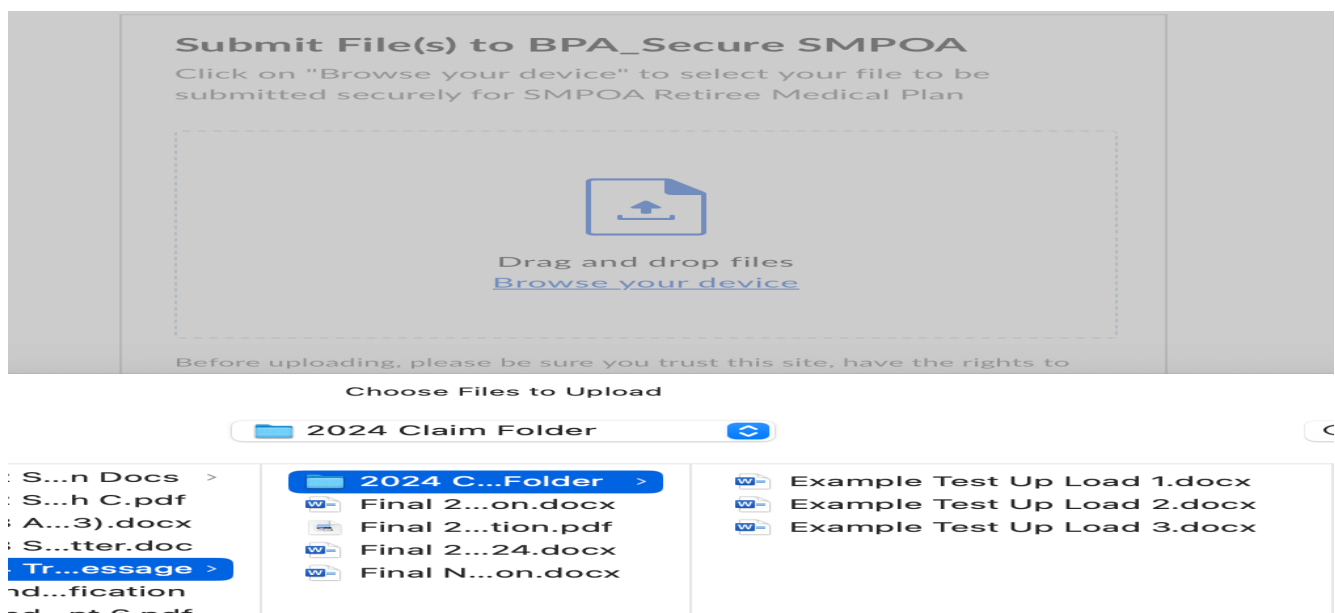 Submit File(s) to BPA_Secure SMPOA
Click on "Browse your device" to select your file to be
submitted securely for SMPOA Retiree Medical Plan
Drag and drop files
Browse your device
Before uploading, please be sure you trust this site, have the rights to
Choose Files to Upload
2024 Claim Folder
S...n Docs
S...h C.pdf
A...3).docx
S...tter.doc
Tr...essage
nd...fication
2024 C...Folder
Final 2...on.docx
Final 2...tion.pdf
Final 2...24.docx
Final N...on.docx
Example Test Up Load 1.docx
Example Test Up Load 2.docx
Example Test Up Load 3.docx